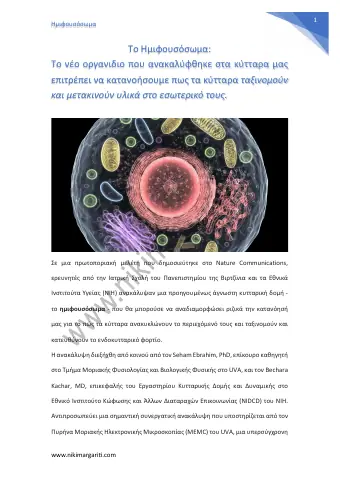 Ημιφουσόσωμα
1
Το Ημιφουσόσωμα:
Το νέο οργανιδιο που ανακαλύφθηκε στα κύτταρα μας
επιτρέπει να κατανοήσουμε πως τα κύτταρα ταξινομούν
και μετακινούν υλικά στο εσωτερικό τους.
Σε μια πρωτοποριακή μελέτη που δημοσιεύτηκε στο Nature Communications,
ερευνητές από την Ιατρική Σχολή του Πανεπιστημίου της Βιρτζίνια και τα Εθνικά
Ινστιτούτα Υγείας (NIH) ανακάλυψαν μια προηγουμένως άγνωστη κυτταρική δομή -
το ημιφουσόσωμα - που θα μπορούσε να αναδιαμορφώσει ριζικά την κατανόησή
μας για το πώς τα κύτταρα ανακυκλώνουν το περιεχόμενό τους και ταξινομούν και
κατευθύνουν το ενδοκυτταρικό φορτίο.
Η ανακάλυψη διεξήχθη από κοινού από τον Seham Ebrahim, PhD, επίκουρο καθηγητή
στο Τμήμα Μοριακής Φυσιολογίας και Βιολογικής Φυσικής στο UVA, και τον Bechara
Kachar, MD, επικεφαλής του Εργαστηρίου Κυτταρικής Δομής και Δυναμικής στο
Εθνικό Ινστιτούτο Κώφωσης και Άλλων Διαταραχών Επικοινωνίας (NIDCD) του NIH.
Αντιπροσωπεύει μια σημαντική συνεργατική ανακάλυψη που υποστηρίζεται από τον
Πυρήνα Μοριακής Ηλεκτρονικής Μικροσκοπίας (MEMC) του UVA, μια υπερσύγχρονη
www.nikimargariti.com